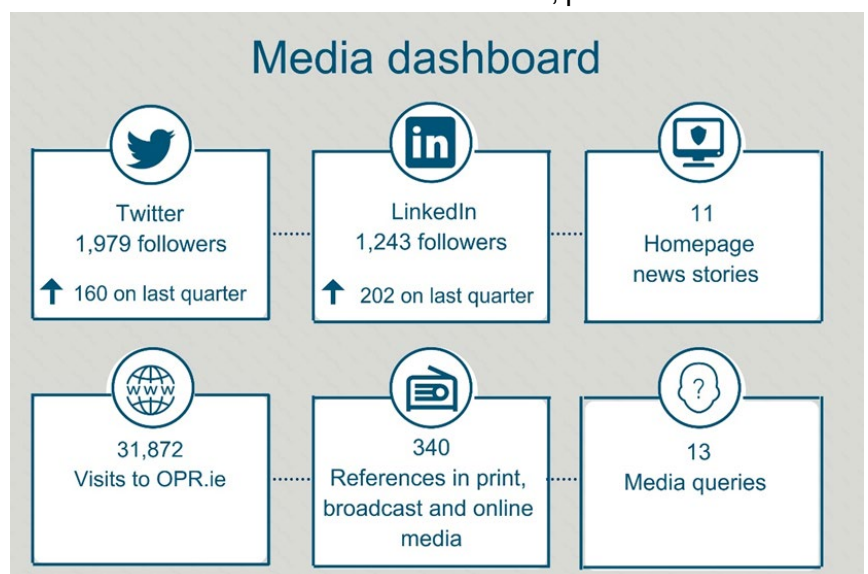 Media dashboard
Twitter
1,979 followers
160 on last quarter
in
LinkedIn
1,243 followers
202 on last quarter
11
Homepage
news stories
www
31,872
Visits to OPR.ie
340
References in print,
broadcast and online
media
?
13
Media queries